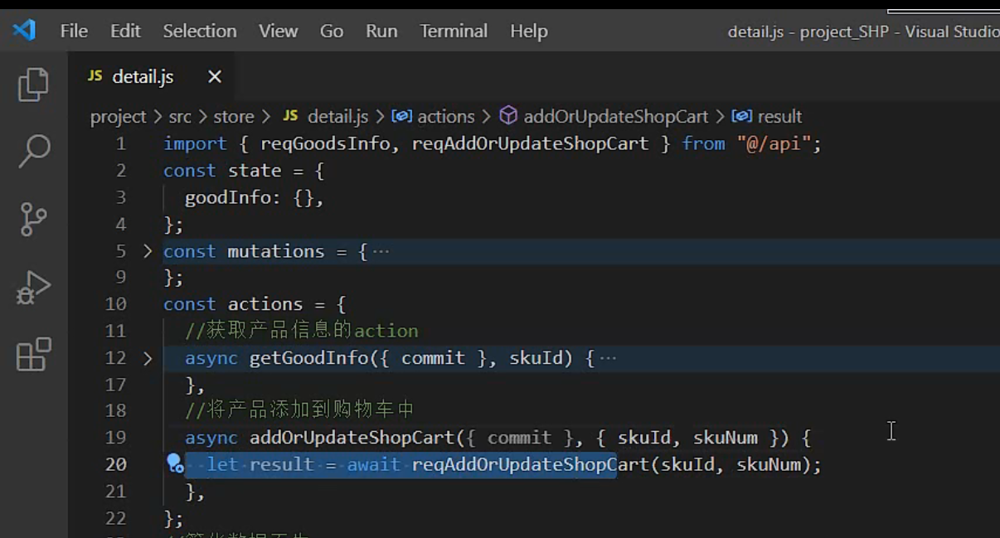 File Edit Selection View Go Run Terminal Help detail.js - project_SHP - Visual Studio
JS detail.js ×
project > src > store > JS detail.js > actions > addOrUpdateShopCart > result
1 import { reqGoodsInfo, reqAddOrUpdateShopCart } from "@/api";
2 const state = {
3 goodInfo: {},
4 };
5 const mutations = {···
9 };
10 const actions = {
11 //获取产品信息的action
12 async getGoodInfo({ commit }, skuId) {···
17 },
18 //将产品添加到购物车中
19 async addOrUpdateShopCart({ commit }, { skuId, skuNum }) {
20 let result = await reqAddOrUpdateShopCart(skuId, skuNum);
21 },
22 };